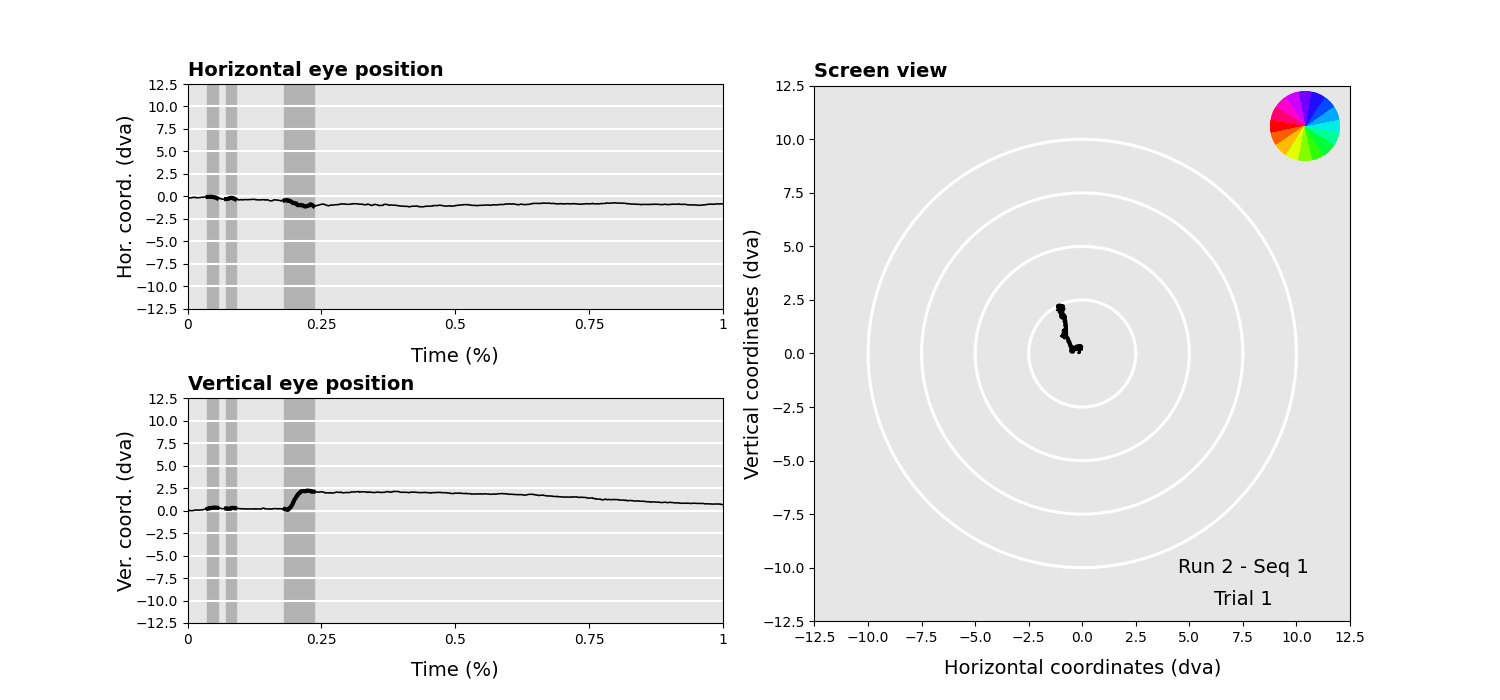 Horizontal eye position
12.5
10.0
7.5
5.0
2.5
0.0
−2.5
−5.0
−7.5
−10.0
−12.5
Hor. coord. (dva)
0 0.25 0.5 0.75 1
Time (%)
Vertical eye position
12.5
10.0
7.5
5.0
2.5
0.0
−2.5
−5.0
−7.5
−10.0
−12.5
Ver. coord. (dva)
0 0.25 0.5 0.75 1
Time (%)
Screen view
12.5
10.0
7.5
5.0
2.5
0.0
−2.5
−5.0
−7.5
−10.0
−12.5
Vertical coordinates (dva)
Run 2 - Seq 1
Trial 1
−12.5 −10.0 −7.5 −5.0 −2.5 0.0 2.5 5.0 7.5 10.0 12.5
Horizontal coordinates (dva)